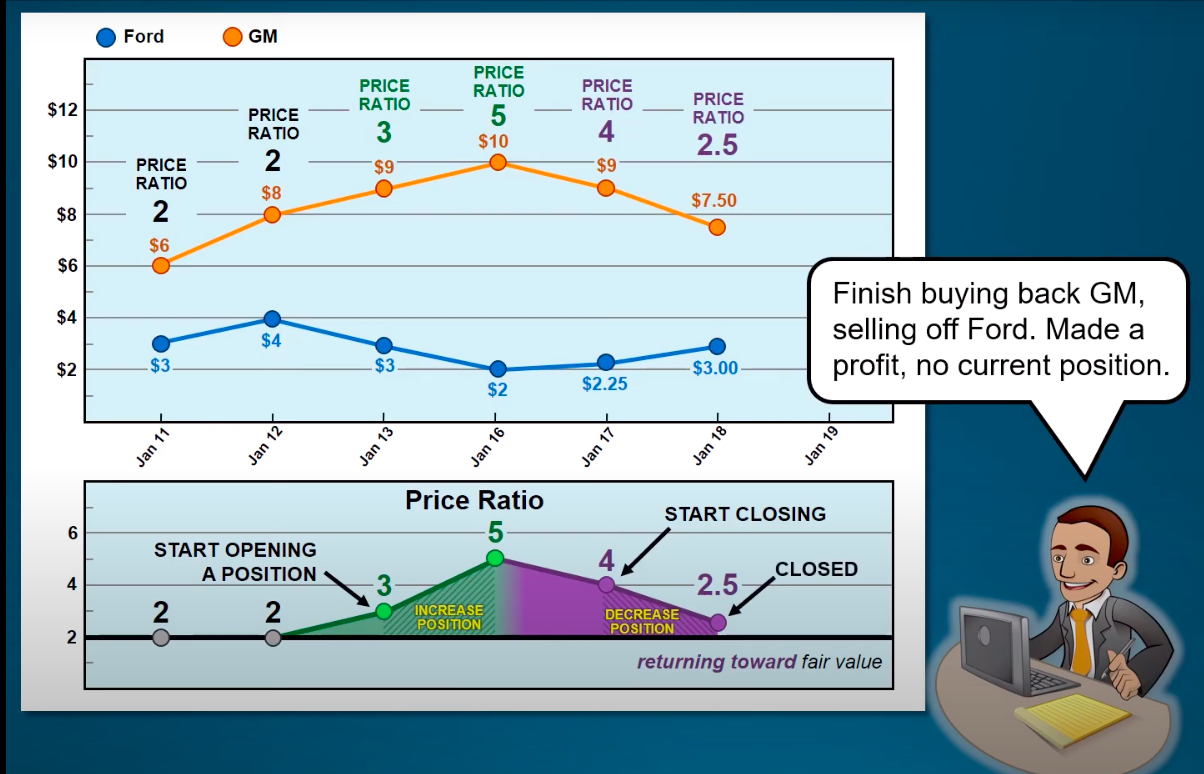 Ford
GM
$12
$10
$8
$6
$4
$2
PRICE
RATIO
2
PRICE
RATIO
2
PRICE
RATIO
3
PRICE
RATIO
5
PRICE
RATIO
4
PRICE
RATIO
2.5
$6
$8
$9
$10
$9
$7.50
$3
$4
$3
$2
$2.25
$3.00
Jan 11
Jan 12
Jan 13
Jan 16
Jan 17
Jan 18
Jan 19
Finish buying back GM,
selling off Ford. Made a
profit, no current position.
Price Ratio
6
4
2
START OPENING
A POSITION
START CLOSING
CLOSED
2
2
3
5
4
2.5
INCREASE
POSITION
DECREASE
POSITION
returning toward fair value